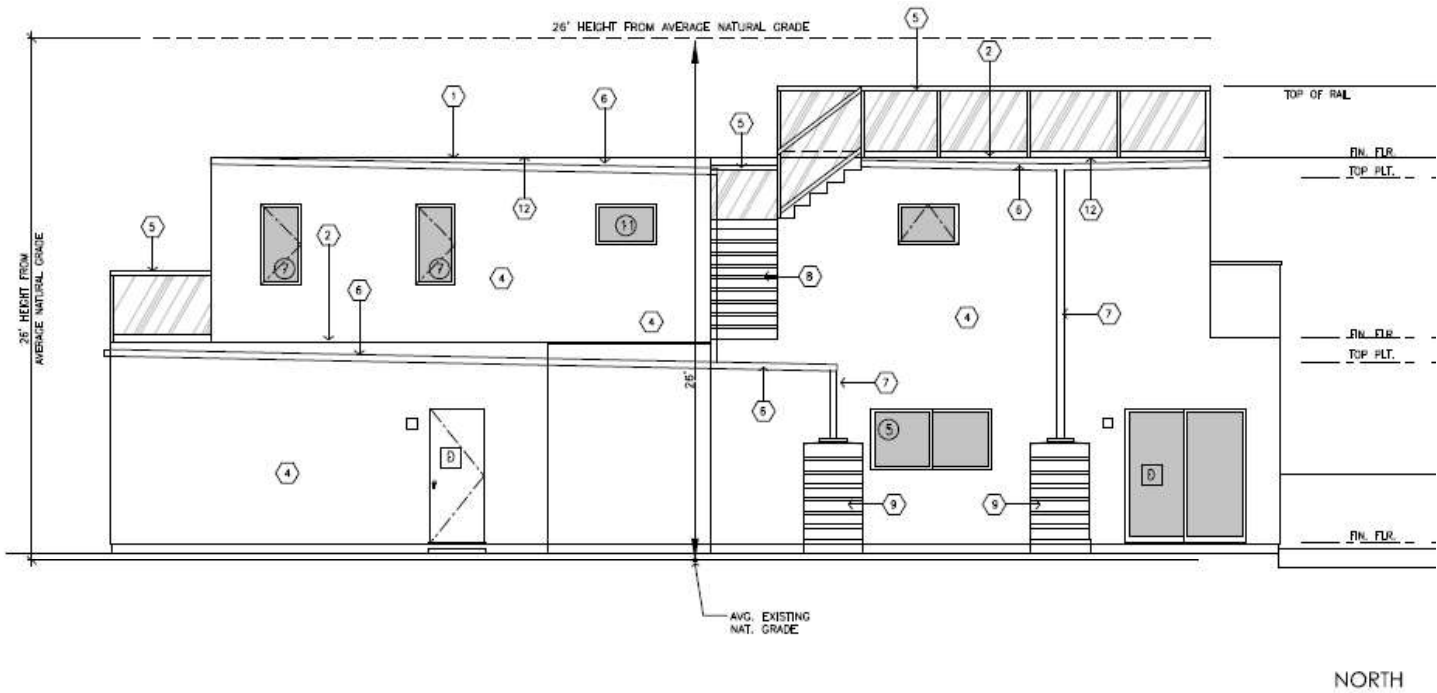 5
26' HEIGHT FROM AVERAGE NATURAL GRADE
2
TOP OF RAIL
1
6
5
FIN. FLR.
TOP PLT.
12
6
12
11
2
5
7
7
4
8
6
4
4
7
26' HEIGHT FROM
AVERAGE NATURAL GRADE
FIN. FLR.
TOP PLT.
26'
7
6
5
D
D
4
9
9
FIN. FLR.
AVG. EXISTING
NAT. GRADE
NORTH